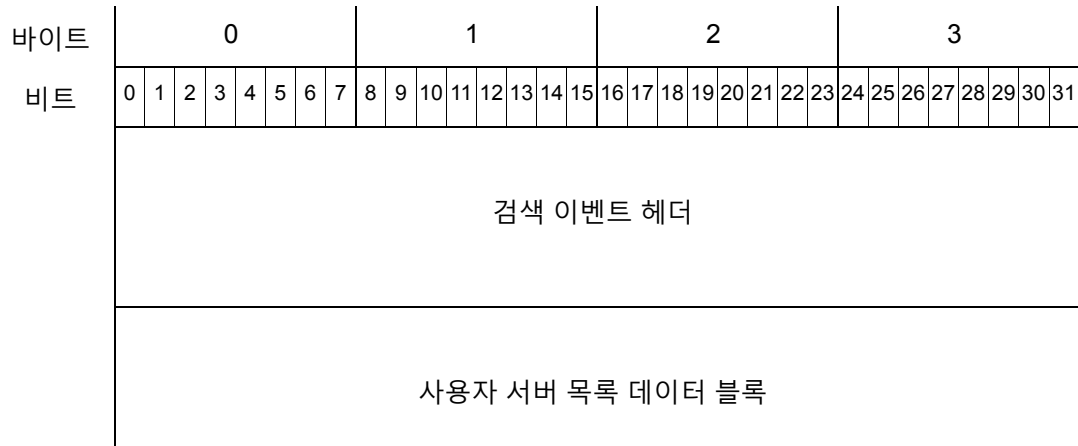 바이트 0 1 2 3
비트 0 1 2 3 4 5 6 7 8 9 10 11 12 13 14 15 16 17 18 19 20 21 22 23 24 25 26 27 28 29 30 31
검색 이벤트 헤더
사용자 서버 목록 데이터 블록